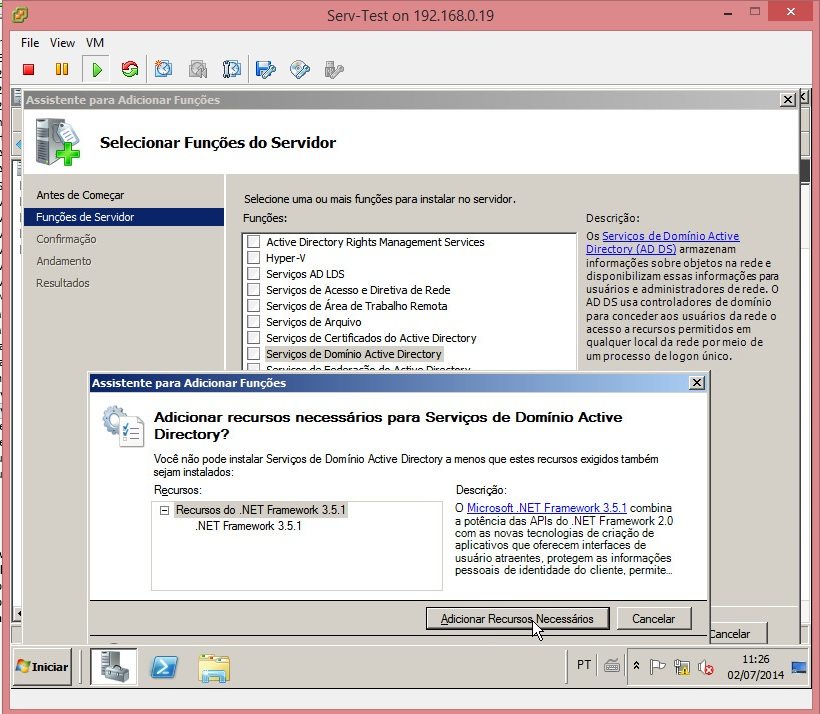 Serv-Test on 192.168.0.19
File View VM
Assistente para Adicionar Funções
Selecionar Funções do Servidor
Antes de Começar
Funções de Servidor
Confirmação
Andamento
Resultados
Selecione uma ou mais funções para instalar no servidor.
Funções:
Active Directory Rights Management Services
Hyper-V
Serviços AD LDS
Serviços de Acesso e Diretiva de Rede
Serviços de Área de Trabalho Remota
Serviços de Arquivo
Serviços de Certificados do Active Directory
Serviços de Domínio Active Directory
Serviços de Federação do Active Directory
Descrição:
Os Serviços de Domínio Active
Directory (AD DS) armazenam
informações sobre objetos na rede e
disponibilizam essas informações para
usuários e administradores de rede. O
AD DS usa controladores de domínio
para conceder aos usuários da rede o
acesso a recursos permitidos em
qualquer local da rede por meio de
um processo de logon único.
Assistente para Adicionar Funções
Adicionar recursos necessários para Serviços de Domínio Active
Directory?
Você não pode instalar Serviços de Domínio Active Directory a menos que estes recursos exigidos também
sejam instalados:
Recursos:
Recursos do .NET Framework 3.5.1
.NET Framework 3.5.1
Descrição:
O Microsoft .NET Framework 3.5.1 combina
a potência das APIs do .NET Framework 2.0
com as novas tecnologias de criação de
aplicativos que oferecem interfaces de
usuário atraentes, protegem as informações
pessoais de identidade do cliente, permite...
Adicionar Recursos Necessários
Cancelar
Cancelar
Iniciar
PT
11:26
02/07/2014